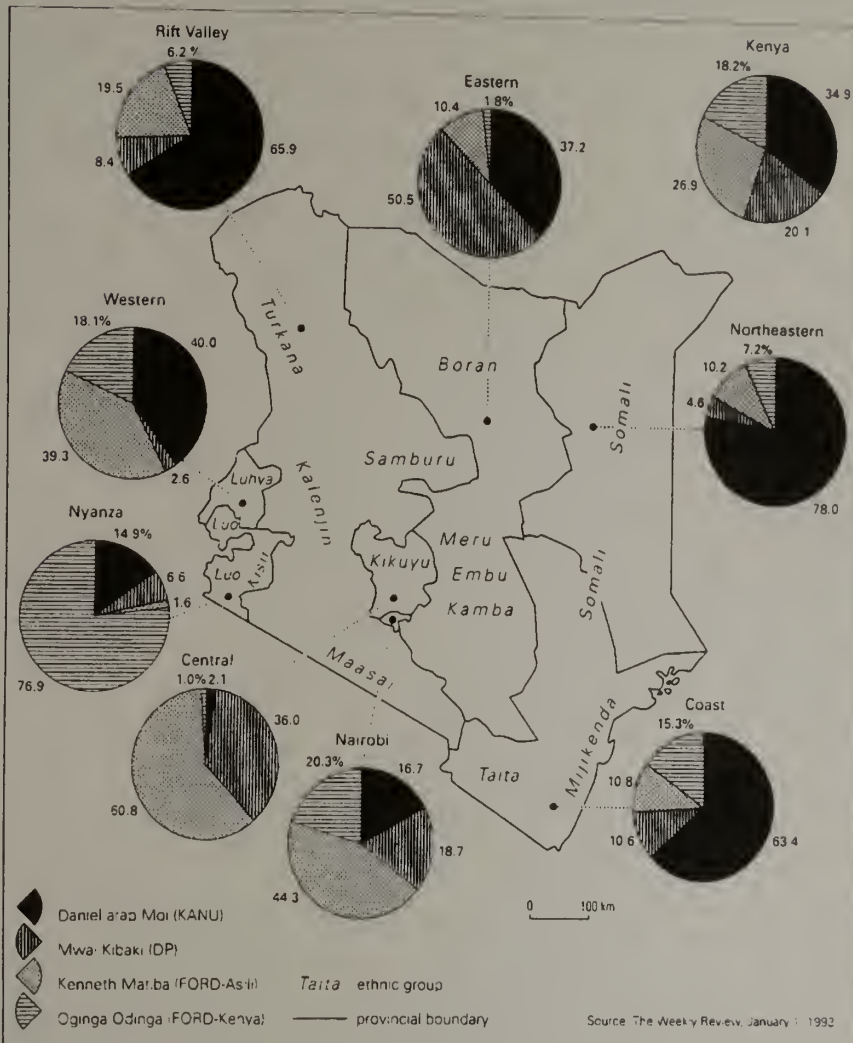 Rift Valley
6.2 %
19.5
8.4
65.9
Eastern
10.4
1 8%
37.2
50.5
Kenya
18.2%
34 9
26.9
20 1
Western
18.1%
40.0
39.3
2.6
Northeastern
7.2%
10.2
4.6
78.0
Nyanza
14 9%
6 6
1.6
76.9
Central
1.0% 2.1
36.0
60.8
Nairobi
20.3%
16.7
18.7
44.3
Coast
15.3%
10.8
10 6
63 4
Turkana
Boran
Somali
Samburu
Kalenjin
Luhya
Luo
Luo
Kisii
Kikuyu
Meru
Embu
Kamba
Somali
Maasai
Mijikenda
Taita
0 100 km
Daniel arap Moi (KANU)
Mwai Kibaki (DP)
Kenneth Mat.ba (FORD-Asili)
Oginga Odinga (FORD-Kenya)
Taita ethnic group
provincial boundary
Source The Weekly Review, January 1992